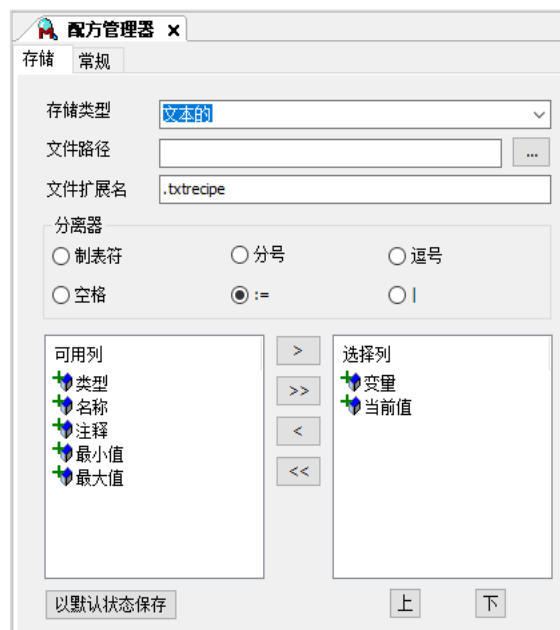 配方管理器 ×
存储 常规
存储类型 文本的
文件路径 ...
文件扩展名 .txtrecipe
分离器
制表符 分号 逗号
空格 := |
可用列 > 选择列
类型 变量
名称 >> 当前值
注释 <
最小值
最大值 <<
以默认状态保存 上 下